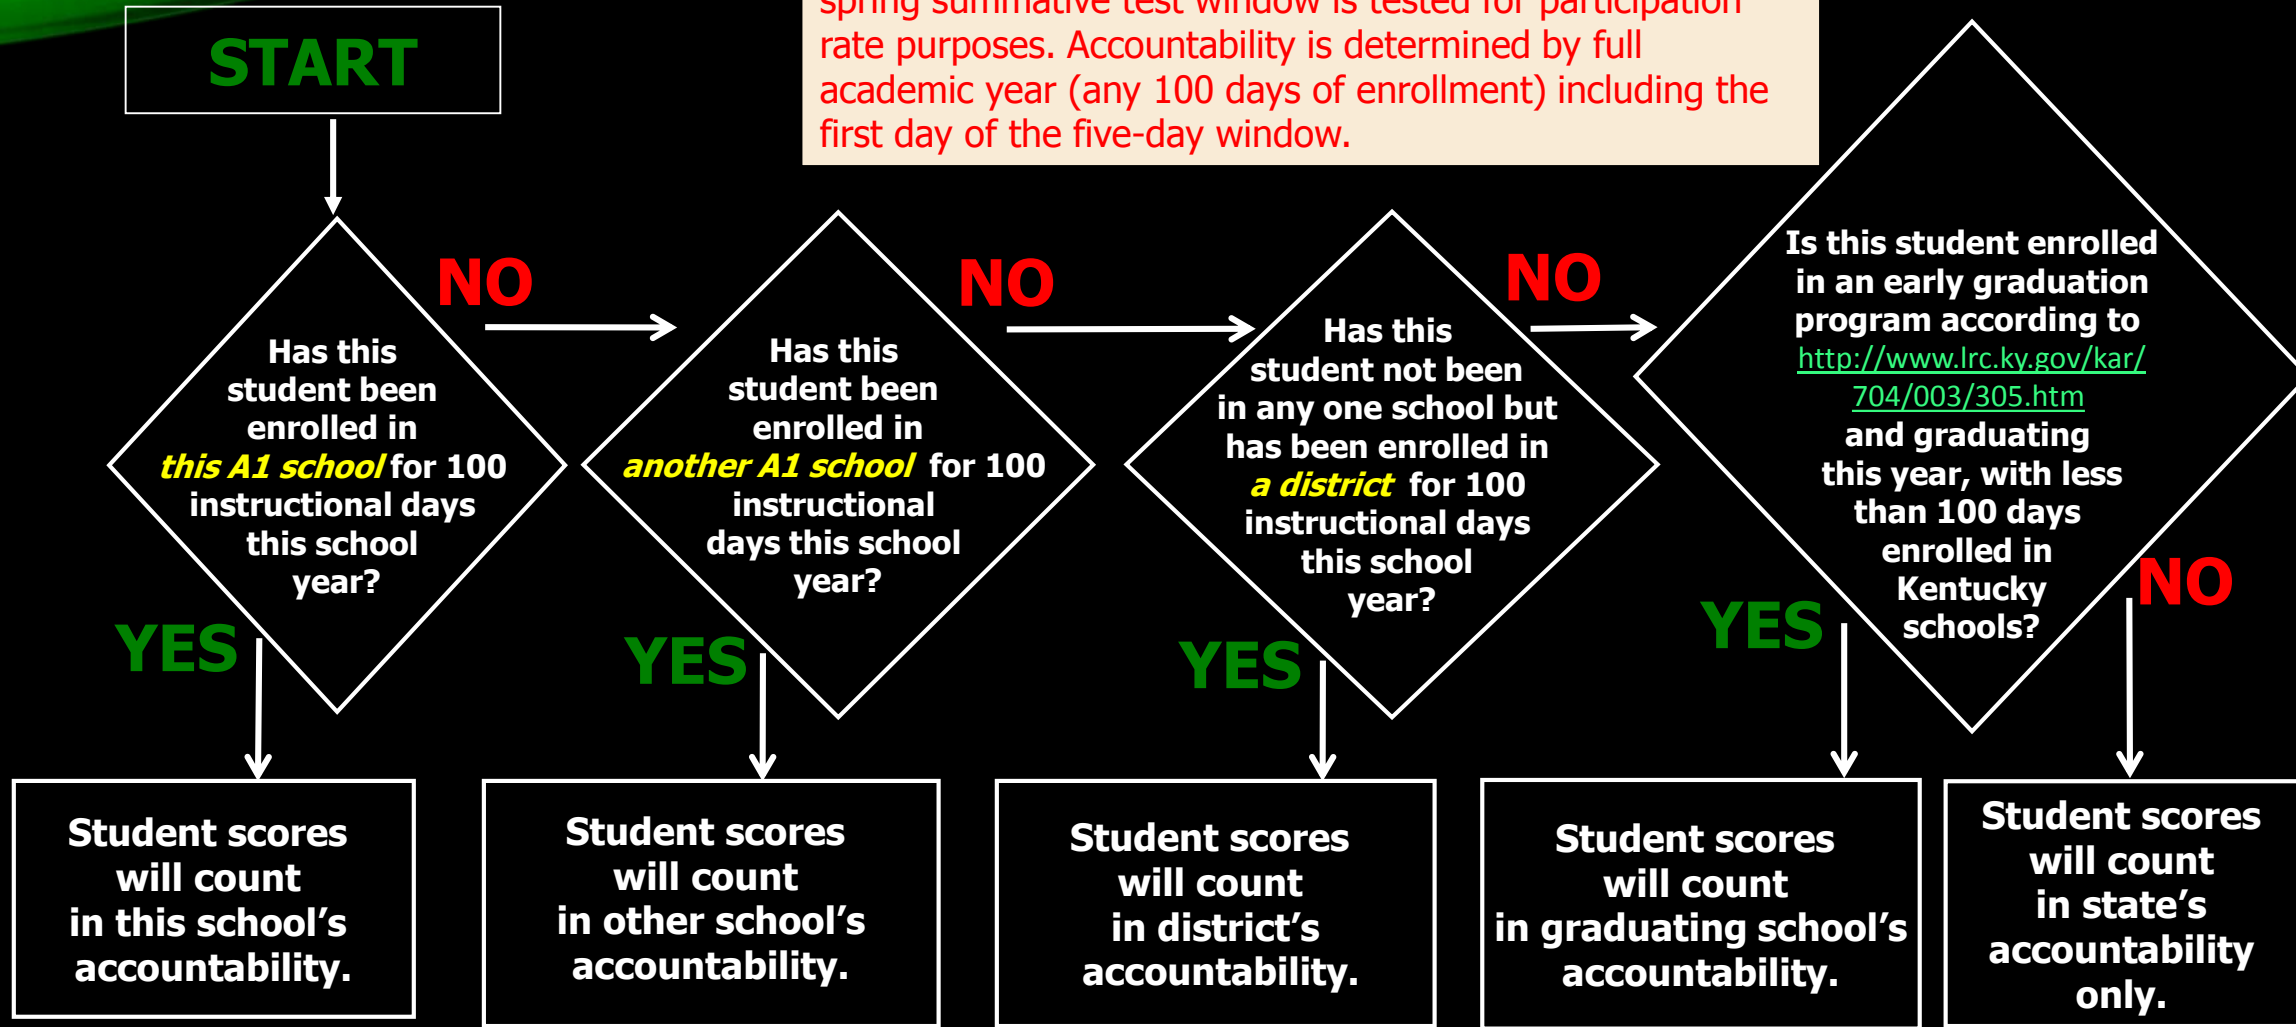 START
spring summative test window is tested for participation
rate purposes. Accountability is determined by full
academic year (any 100 days of enrollment) including the
first day of the five-day window.
Has this
student been
enrolled in
this A1 school for 100
instructional days
this school
year?
NO
YES
Has this
student been
enrolled in
another A1 school for 100
instructional
days this school
year?
NO
YES
Has this
student not been
in any one school but
has been enrolled in
a district for 100
instructional days
this school
year?
NO
YES
Is this student enrolled
in an early graduation
program according to
http://www.lrc.ky.gov/kar/
704/003/305.htm
and graduating
this year, with less
than 100 days
enrolled in
Kentucky
schools?
YES
NO
Student scores
will count
in this school’s
accountability.
Student scores
will count
in other school’s
accountability.
Student scores
will count
in district’s
accountability.
Student scores
will count
in graduating school’s
accountability.
Student scores
will count
in state’s
accountability
only.